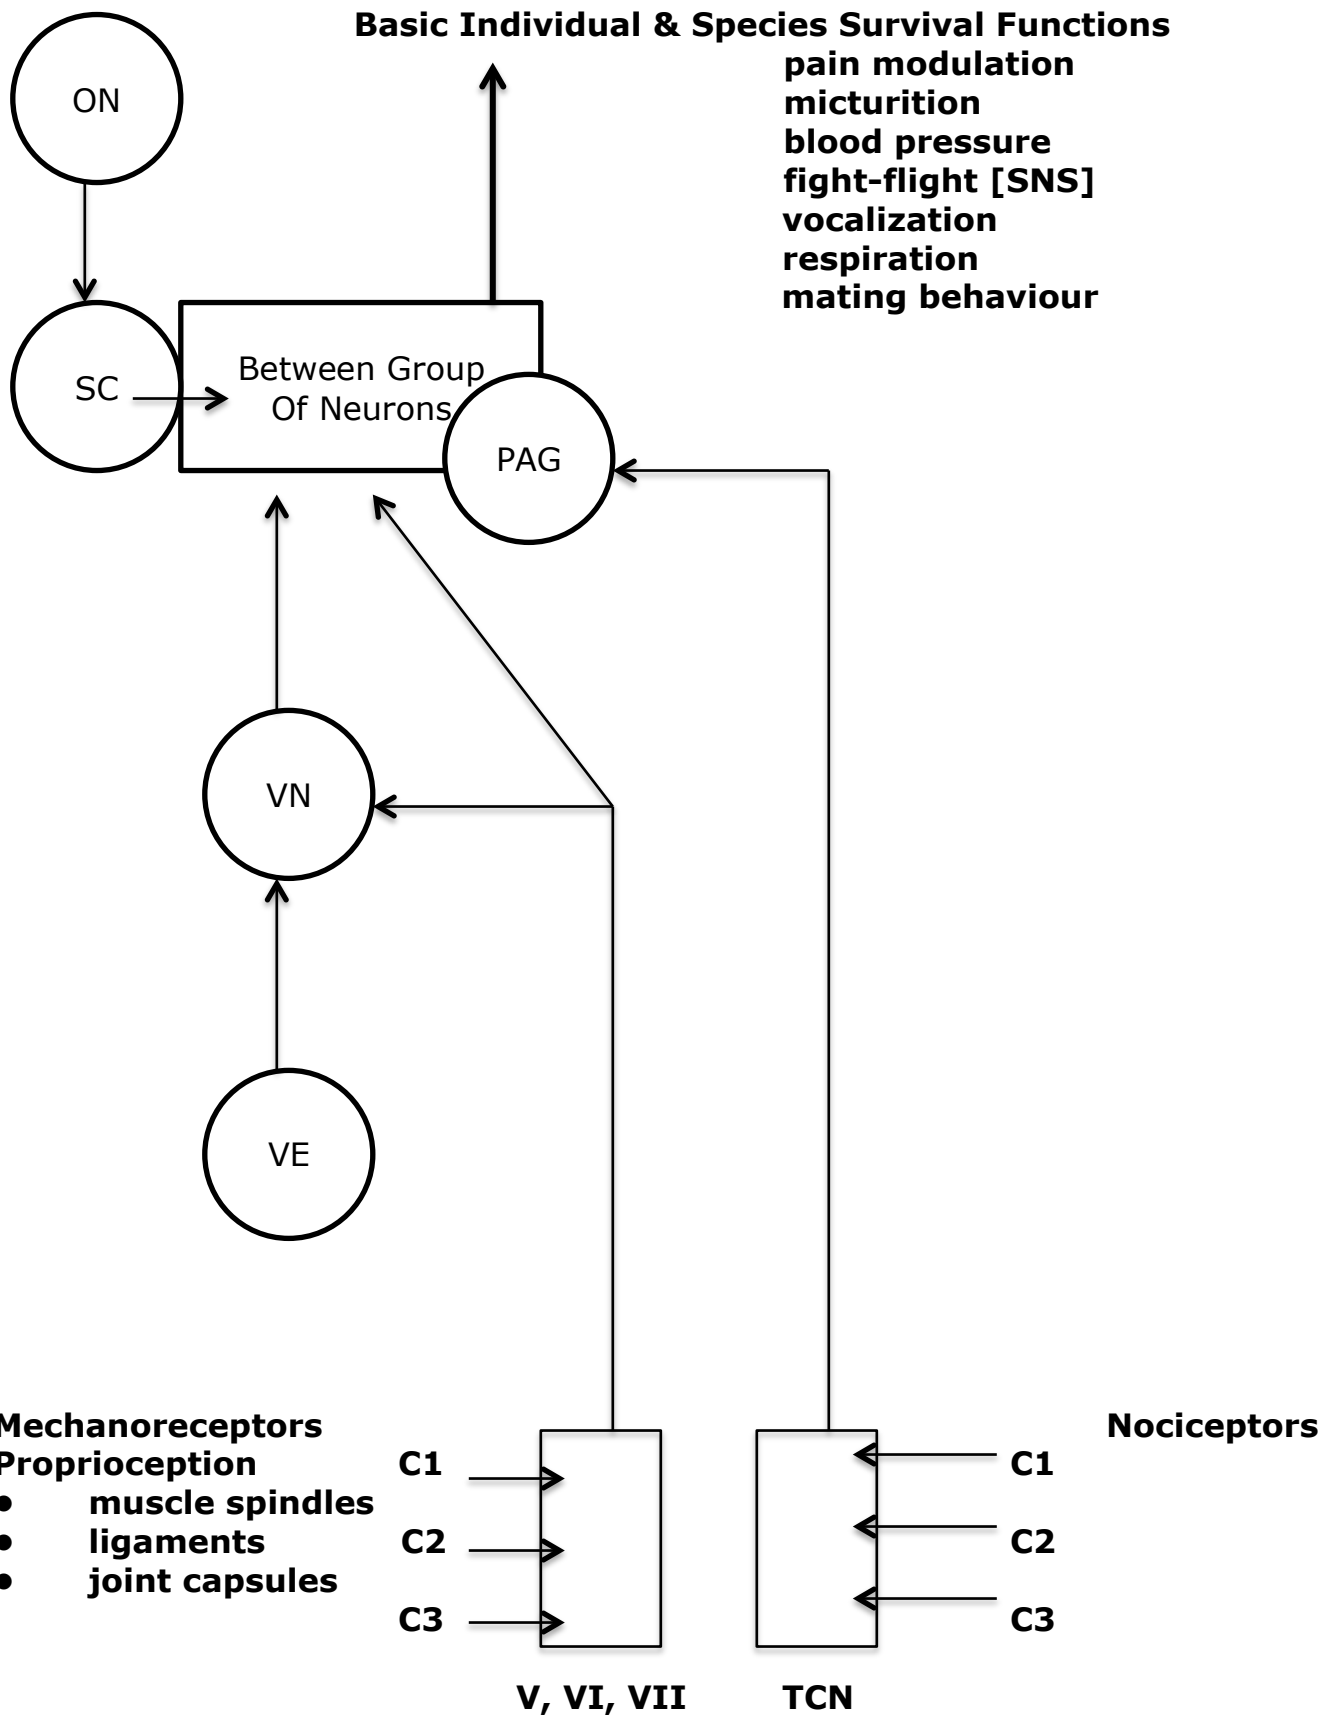 Basic Individual & Species Survival Functions
pain modulation
micturition
blood pressure
fight-flight [SNS]
vocalization
respiration
mating behaviour
ON
SC
Between Group
Of Neurons
PAG
VN
VE
Mechanoreceptors
Proprioception
• muscle spindles
• ligaments
• joint capsules
C1
C2
C3
V, VI, VII
TCN
Nociceptors
C1
C2
C3